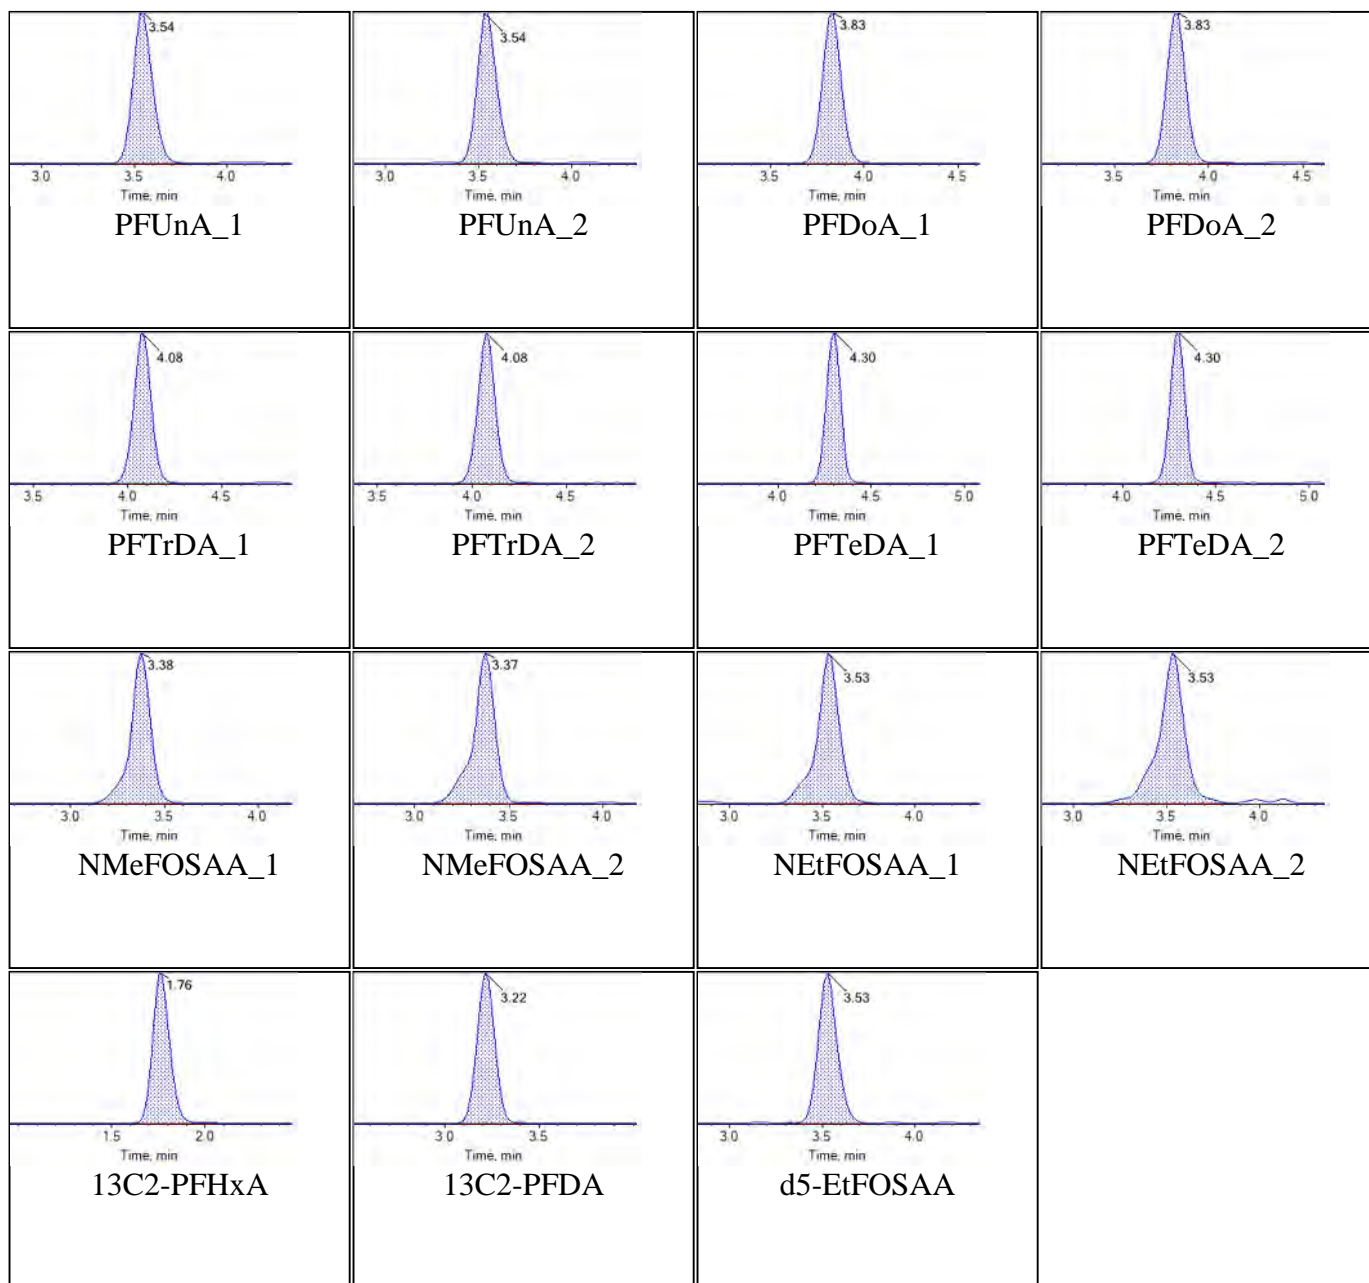 3.54
3.0 3.5 4.0
Time, min
PFUnA_1
3.54
3.0 3.5 4.0
Time, min
PFUnA_2
3.83
3.5 4.0 4.5
Time, min
PFDoA_1
3.83
3.5 4.0 4.5
Time, min
PFDoA_2
4.08
3.5 4.0 4.5
Time, min
PFTrDA_1
4.08
3.5 4.0 4.5
Time, min
PFTrDA_2
4.30
4.0 4.5 5.0
Time, min
PFTeDA_1
4.30
4.0 4.5 5.0
Time, min
PFTeDA_2
3.38
3.0 3.5 4.0
Time, min
NMeFOSAA_1
3.37
3.0 3.5 4.0
Time, min
NMeFOSAA_2
3.53
3.0 3.5 4.0
Time, min
NEtFOSAA_1
3.53
3.0 3.5 4.0
Time, min
NEtFOSAA_2
1.76
1.5 2.0
Time, min
13C2-PFHxA
3.22
3.0 3.5
Time, min
13C2-PFDA
3.53
3.0 3.5 4.0
Time, min
d5-EtFOSAA